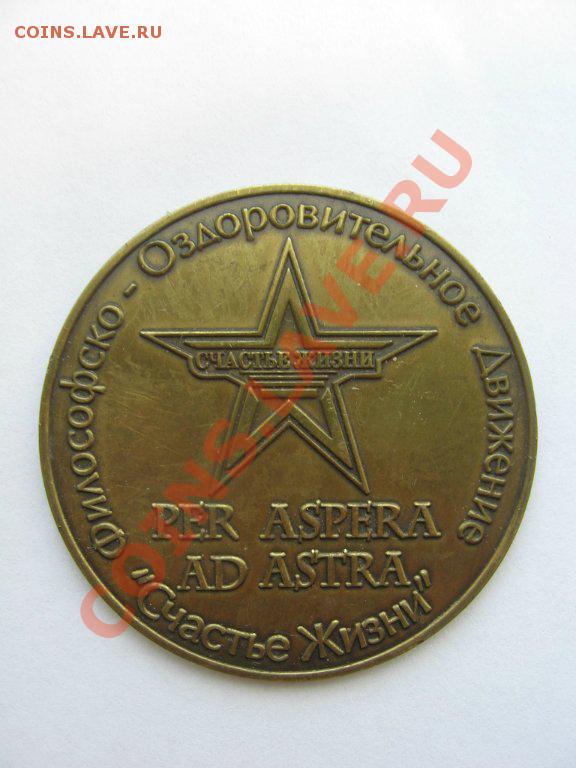 COINS.LAVE.RU
Философско - Оздоровительное Движение
СЧАСТЬЕ ЖИЗНИ
PER ASPERA
AD ASTRA
"Счастье Жизни"
COINS.LAVE.RU